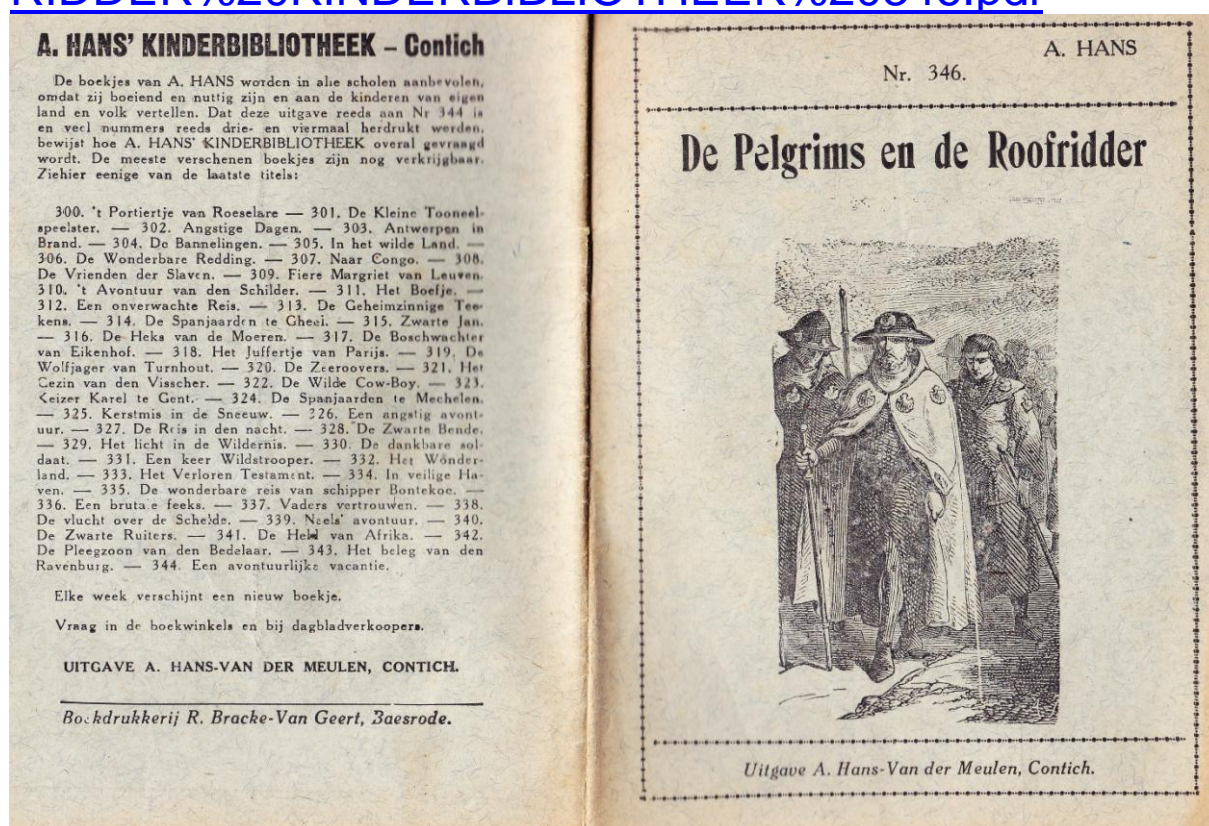 RIDDER%20KINDERBIBLIOTHEEK%20346.pdf
A. HANS' KINDERBIBLIOTHEEK – Contich
De boekjes van A. HANS worden in alle scholen aanbevolen,
omdat zij boeiend en nuttig zijn en aan de kinderen van eigen
land en volk vertellen. Dat deze uitgave reeds aan Nr 344 is
en veel nummers reeds drie- en viermaal herdrukt werden,
bewijst hoe A. HANS' KINDERBIBLIOTHEEK overal gevraagd
wordt. De meeste verschenen boekjes zijn nog verkrijgbaar.
Ziehier eenige van de laatste titels:
300. 't Portiertje van Roeselare — 301. De Kleine Tooneel-
speelster. — 302. Angstige Dagen. — 303. Antwerpen in
Brand. — 304. De Bannelingen. — 305. In het wilde Land. —
306. De Wonderbare Redding. — 307. Naar Congo. — 308.
De Vrienden der Slaven. — 309. Fiere Margriet van Leuven.
310. 't Avontuur van den Schilder. — 311. Het Boefje. —
312. Een onverwachte Reis. — 313. De Geheimzinnige Tee-
kens. — 314. De Spanjaarden te Gheel. — 315. Zwarte Jan.
— 316. De Heks van de Moeren. — 317. De Boschwachter
van Eikenhof. — 318. Het Juffertje van Parijs. — 319. De
Wolfjager van Turnhout. — 320. De Zeeroovers. — 321. Het
Gezin van den Visscher. — 322. De Wilde Cow-Boy. — 323.
Keizer Karel te Gent. — 324. De Spanjaarden te Mechelen.
— 325. Kerstmis in de Sneeuw. — 326. Een angstig avont-
uur. — 327. De Reis in den nacht. — 328. De Zwarte Bende.
— 329. Het licht in de Wildernis. — 330. De dankbare sol-
daat. — 331. Een keer Wildstrooper. — 332. Het Wonder-
land. — 333. Het Verloren Testament. — 334. In veilige Ha-
ven. — 335. De wonderbare reis van schipper Bontekoe. —
336. Een brutale feeks. — 337. Vaders vertrouwen. — 338.
De vlucht over de Schelde. — 339. Neels' avontuur. — 340.
De Zwarte Ruiters. — 341. De Held van Afrika. — 342.
De Pleegzoon van den Bedelaar. — 343. Het beleg van den
Ravenburg. — 344. Een avontuurlijke vacantie.
Elke week verschijnt een nieuw boekje.
Vraag in de boekwinkels en bij dagbladverkoopers.
UITGAVE A. HANS-VAN DER MEULEN, CONTICH.
Boekdrukkerij R. Bracke-Van Geert, Baesrode.
A. HANS
Nr. 346.
De Pelgrims en de Roofridder
Uitgave A. Hans-Van der Meulen, Contich.